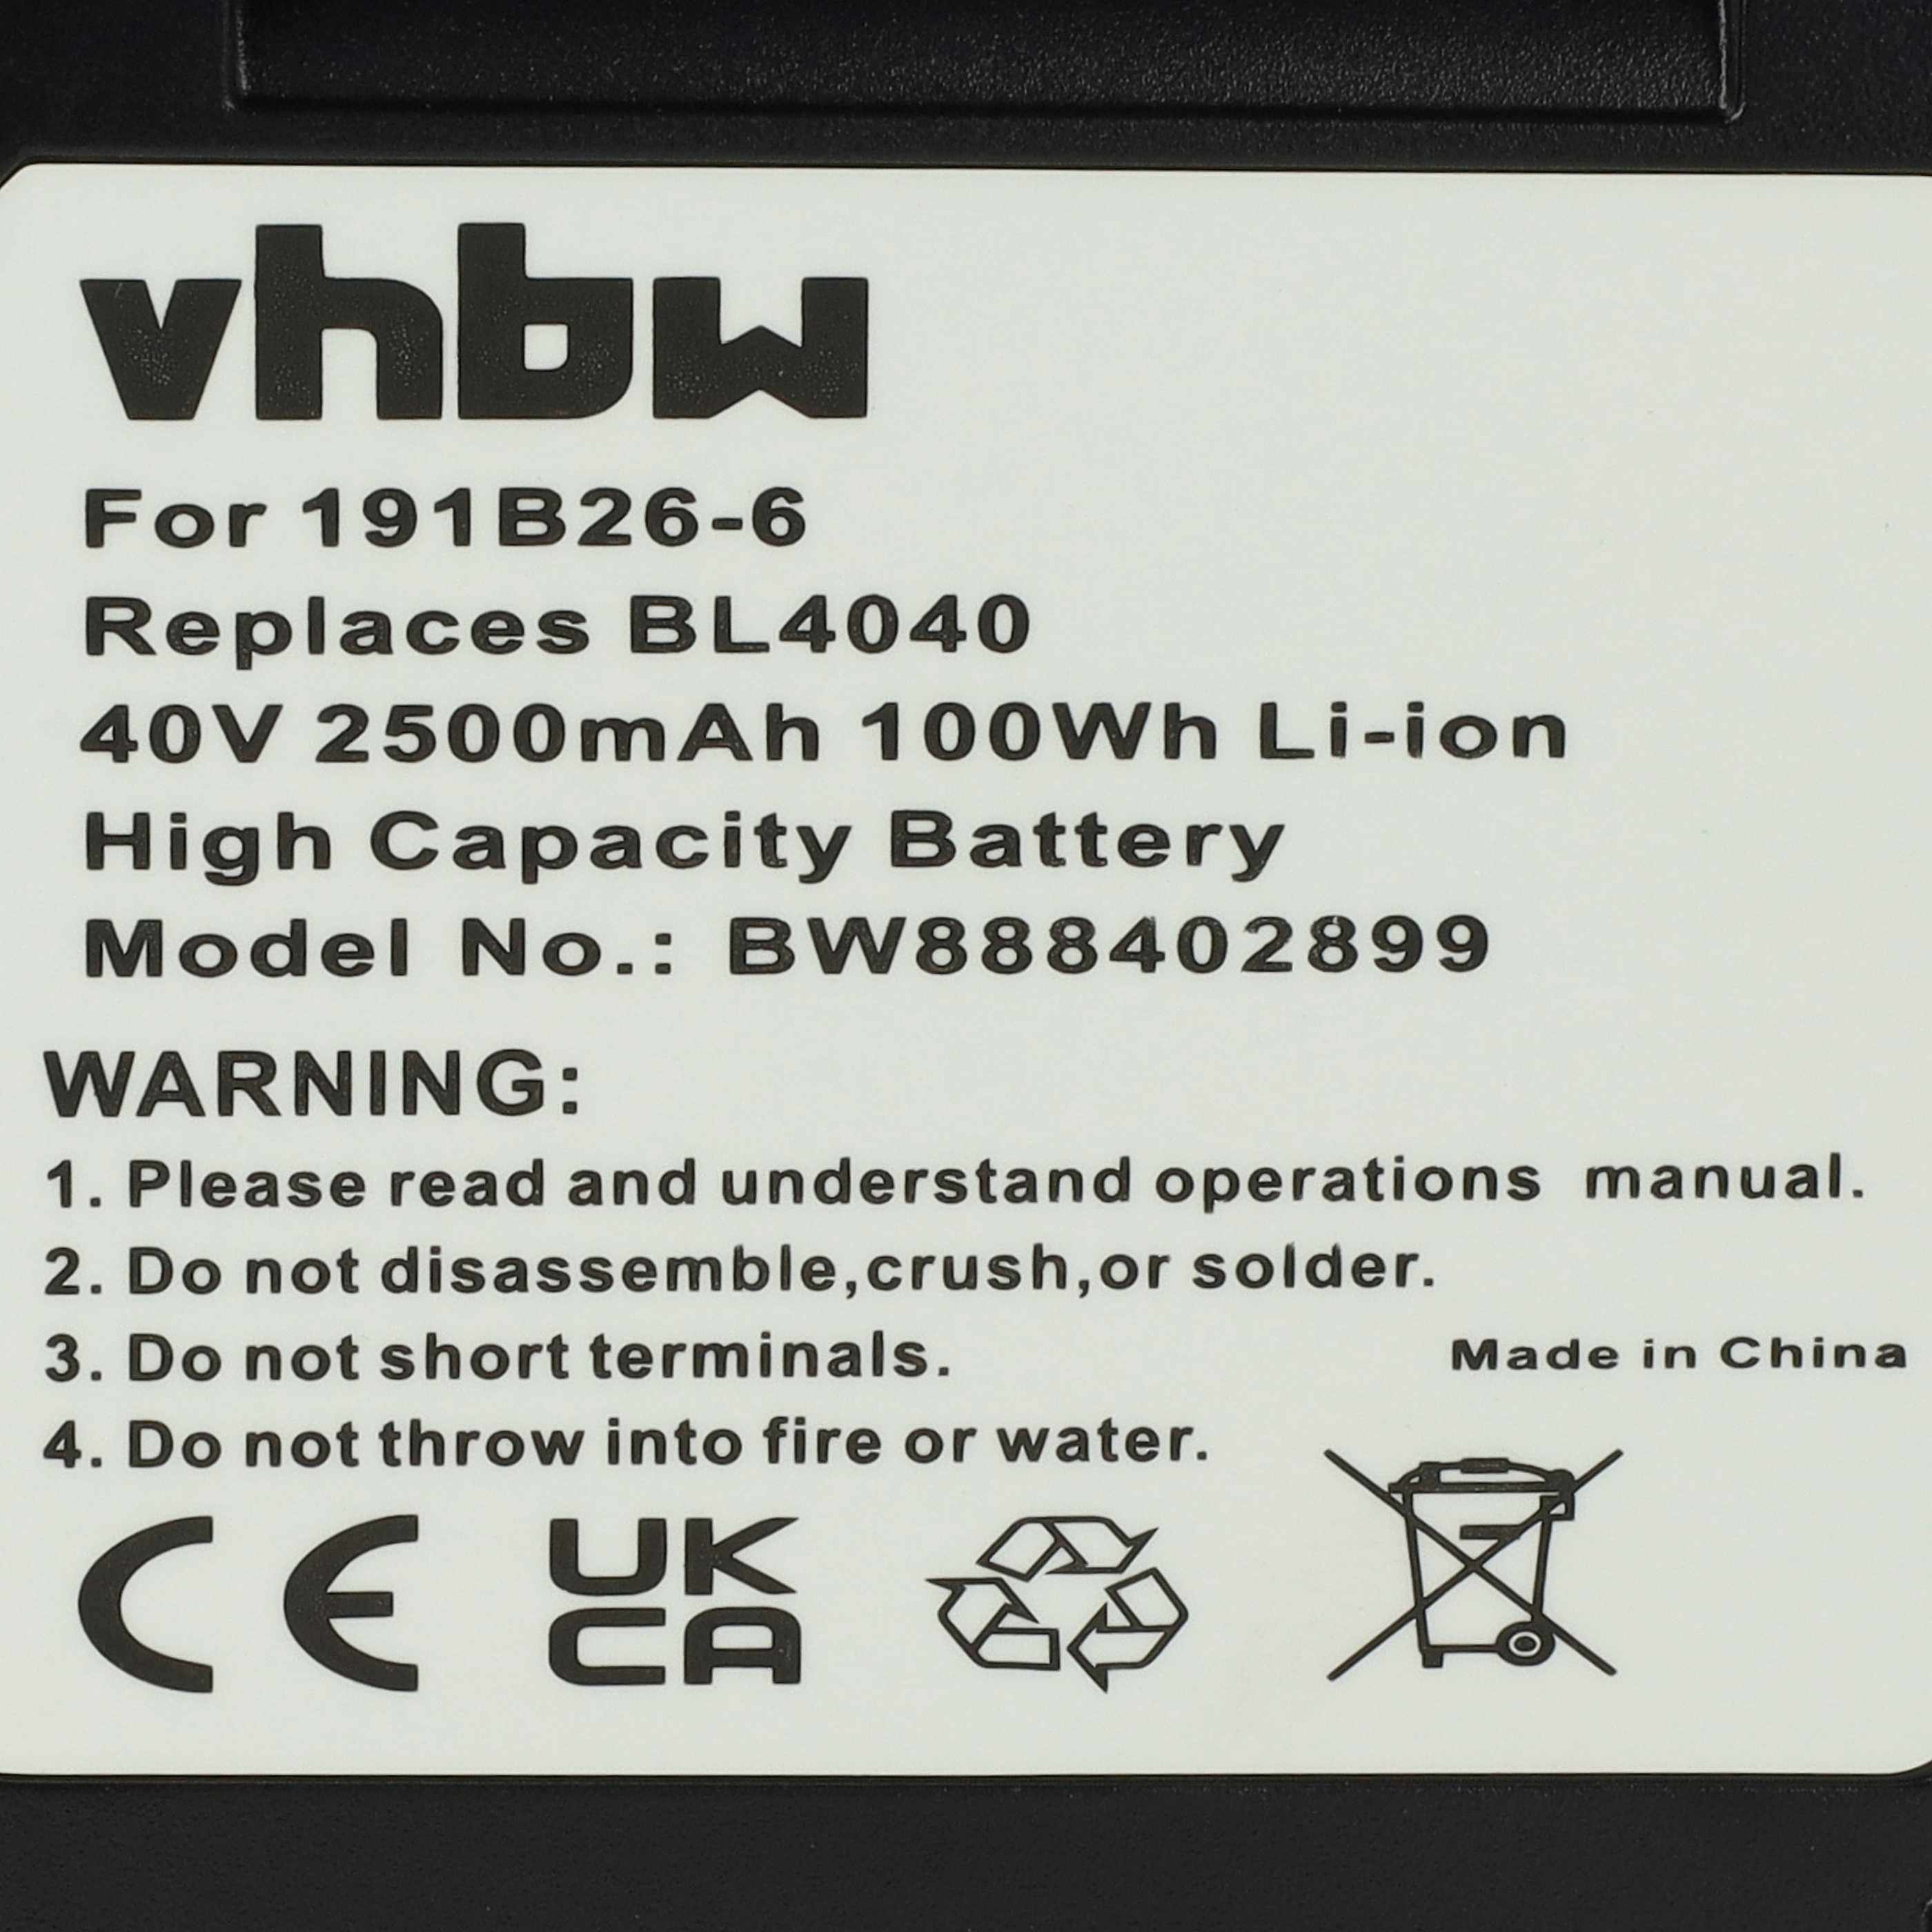 vhbw
For 191B26-6
Replaces BL4040
40V 2500mAh 100Wh Li-ion
High Capacity Battery
Model No.: BW888402899
WARNING:
1. Please read and understand operations manual.
2. Do not disassemble,crush,or solder.
3. Do not short terminals.
Made in China
4. Do not throw into fire or water.
CE
UK
CA